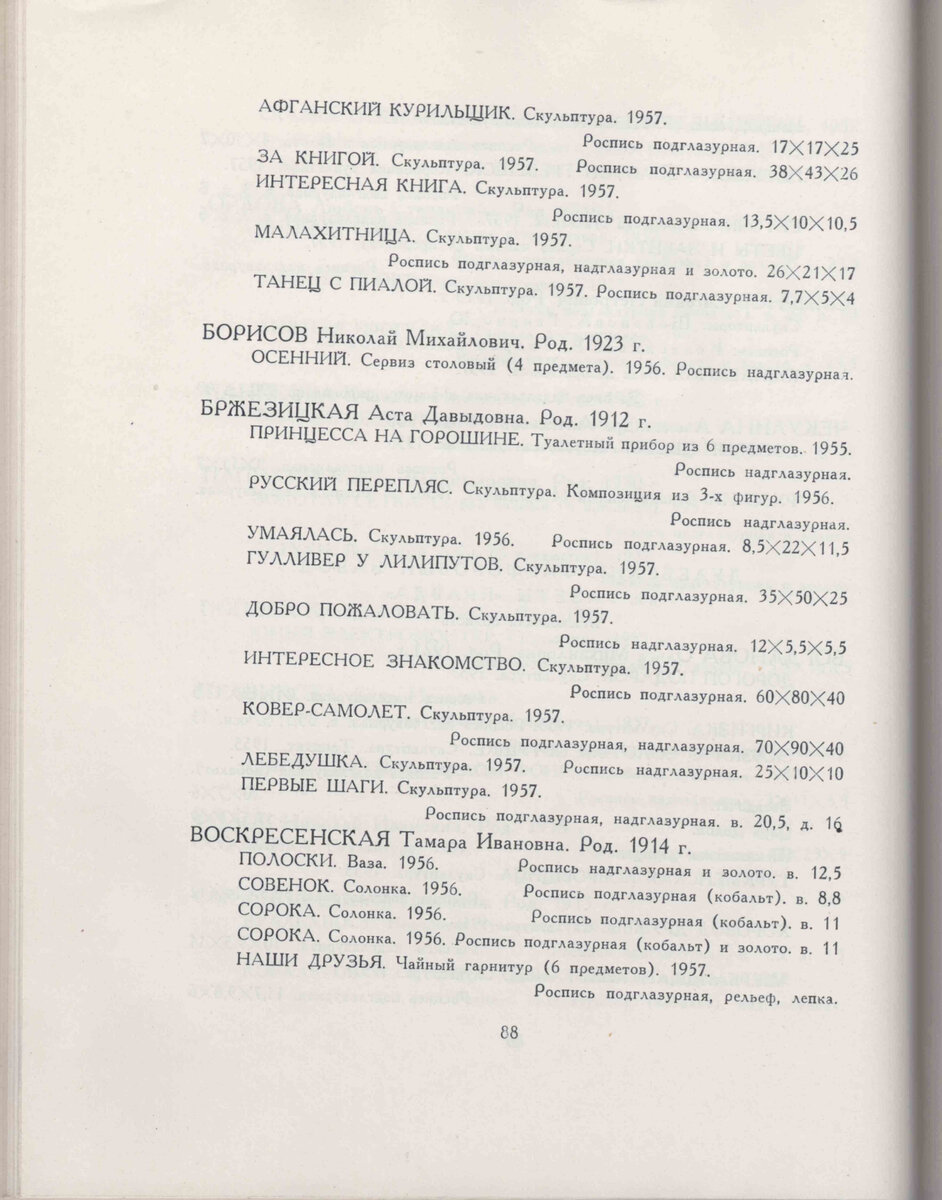 АФГАНСКИЙ КУРИЛЬЩИК. Скульптура. 1957.
Роспись подглазурная. 17×17×25
ЗА КНИГОЙ. Скульптура. 1957. Роспись подглазурная. 38×43×26
ИНТЕРЕСНАЯ КНИГА. Скульптура. 1957.
Роспись подглазурная. 13,5×10×10,5
МАЛАХИТНИЦА. Скульптура. 1957.
Роспись подглазурная, надглазурная и золото. 26×21×17
ТАНЕЦ С ПИАЛОЙ. Скульптура. 1957. Роспись подглазурная. 7,7×5×4
БОРИСОВ Николай Михайлович. Род. 1923 г.
ОСЕННИЙ. Сервиз столовый (4 предмета). 1956. Роспись надглазурная.
БРЖЕЗИЦКАЯ Аста Давыдовна. Род. 1912 г.
ПРИНЦЕССА НА ГОРОШИНЕ. Туалетный прибор из 6 предметов. 1955.
Роспись надглазурная.
РУССКИЙ ПЕРЕПЛЯС. Скульптура. Композиция из 3-х фигур. 1956.
Роспись надглазурная.
УМАЯЛАСЬ. Скульптура. 1956. Роспись подглазурная. 8,5×22×11,5
ГУЛЛИВЕР У ЛИЛИПУТОВ. Скульптура. 1957.
Роспись подглазурная. 35×50×25
ДОБРО ПОЖАЛОВАТЬ. Скульптура. 1957.
Роспись надглазурная. 12×5,5×5,5
ИНТЕРЕСНОЕ ЗНАКОМСТВО. Скульптура. 1957.
Роспись подглазурная. 60×80×40
КОВЕР-САМОЛЕТ. Скульптура. 1957.
Роспись подглазурная, надглазурная. 70×90×40
ЛЕБЕДУШКА. Скульптура. 1957. Роспись надглазурная. 25×10×10
ПЕРВЫЕ ШАГИ. Скульптура. 1957.
Роспись подглазурная, надглазурная. в. 20,5, д. 16
ВОСКРЕСЕНСКАЯ Тамара Ивановна. Род. 1914 г.
ПОЛОСКИ. Ваза. 1956. Роспись надглазурная и золото. в. 12,5
СОВЕНОК. Солонка. 1956. Роспись подглазурная (кобальт). в. 8,8
СОРОКА. Солонка. 1956. Роспись подглазурная (кобальт). в. 11
СОРОКА. Солонка. 1956. Роспись подглазурная (кобальт) и золото. в. 11
НАШИ ДРУЗЬЯ. Чайный гарнитур (6 предметов). 1957.
Роспись подглазурная, рельеф, лепка.
88